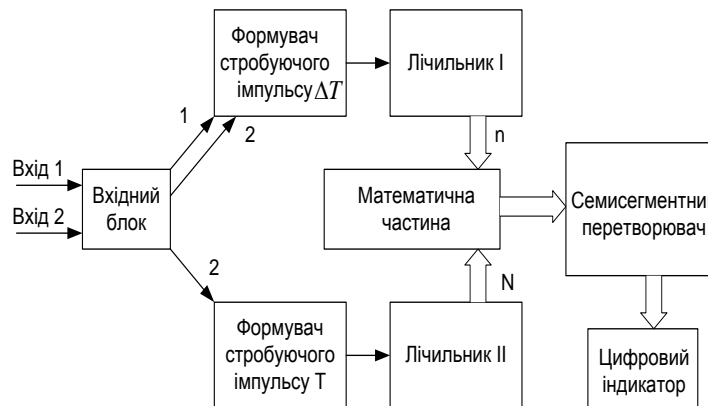 Формувач
стробуючого
імпульсу ΔT
Лічильник I
1
2
n
Вхід 1
Вхід 2
Вхідний
блок
Математична
частина
Семисегментний
перетворювач
2
N
Формувач
стробуючого
імпульсу T
Лічильник II
Цифровий
індикатор